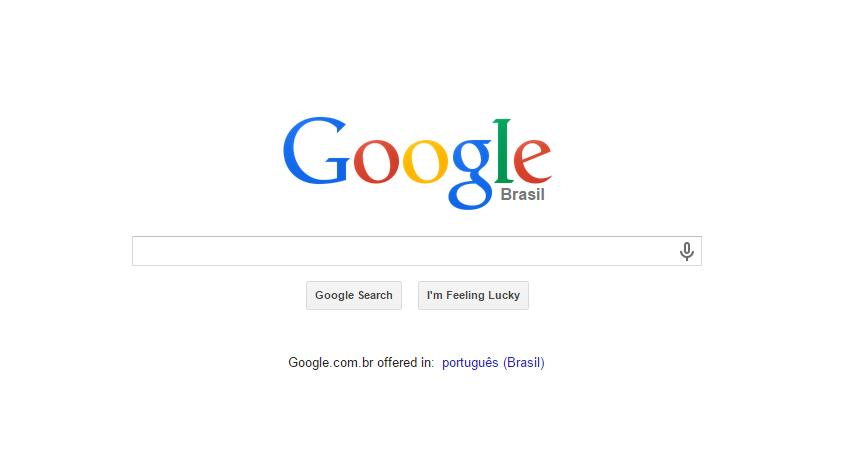 Google
Brasil
Google Search
I'm Feeling Lucky
Google.com.br offered in: português (Brasil)